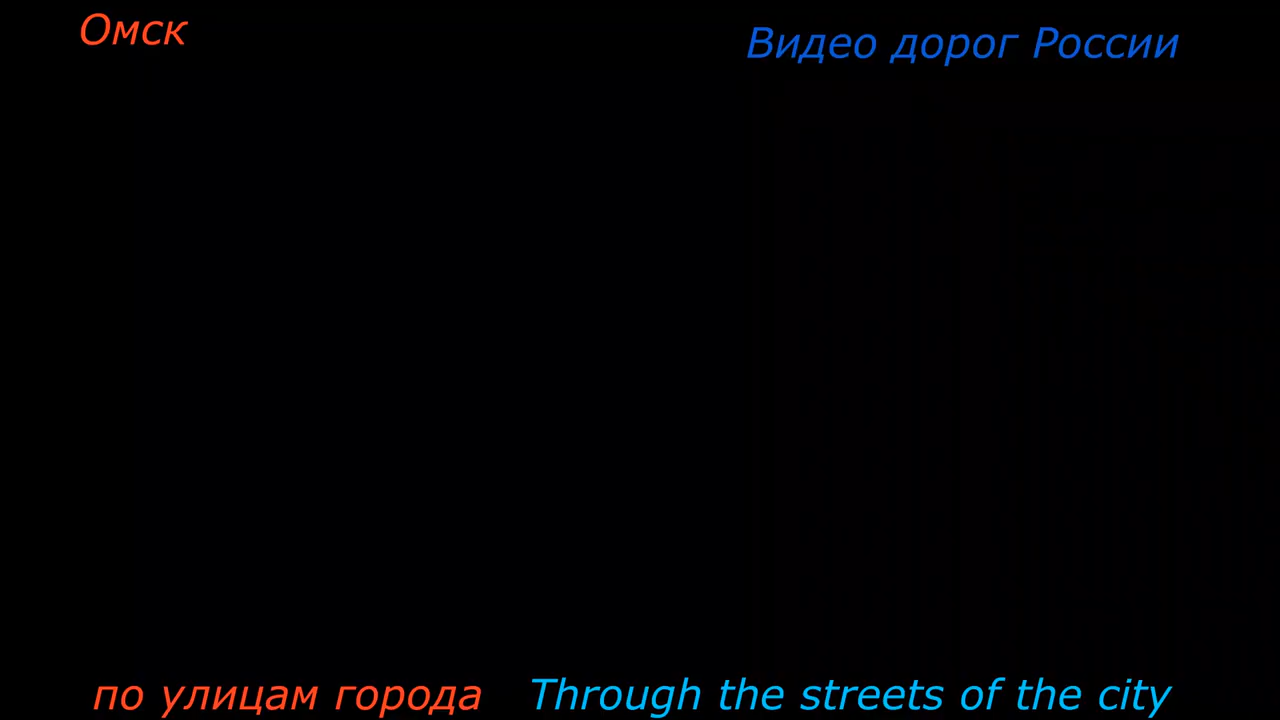 Омск
Видео дорог России
по улицам города Through the streets of the city